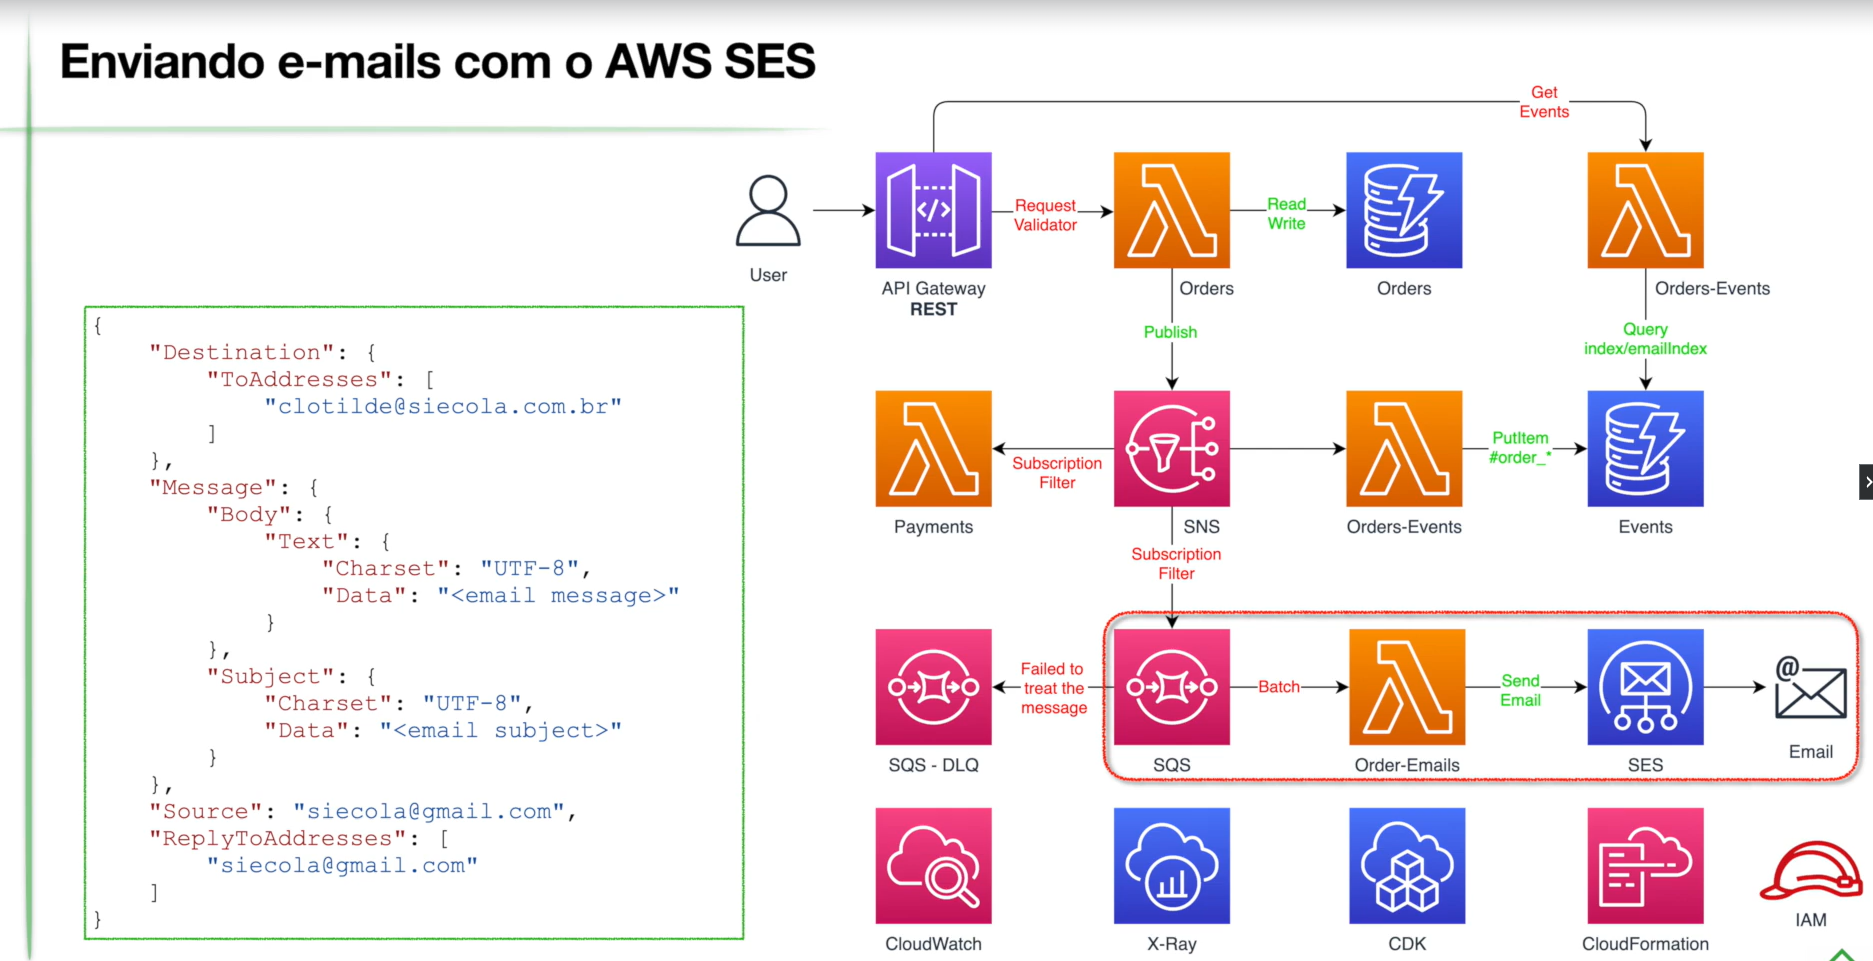 Enviando e-mails com o AWS SES
Get
Events
Request
Validator
Read
Write
User
API Gateway
REST
Orders
Orders
Orders-Events
Publish
Query
index/emailIndex
{
"Destination": {
"ToAddresses": [
"clotilde@siecola.com.br"
]
},
"Message": {
"Body": {
"Text": {
"Charset": "UTF-8",
"Data": "<email message>"
}
},
"Subject": {
"Charset": "UTF-8",
"Data": "<email subject>"
}
},
"Source": "siecola@gmail.com",
"ReplyToAddresses": [
"siecola@gmail.com"
]
}
Subscription
Filter
PutItem
#order_*
Payments
SNS
Orders-Events
Events
Subscription
Filter
Failed to
treat the
message
Batch
Send
Email
@
SQS - DLQ
SQS
Order-Emails
SES
Email
CloudWatch
X-Ray
CDK
CloudFormation
IAM